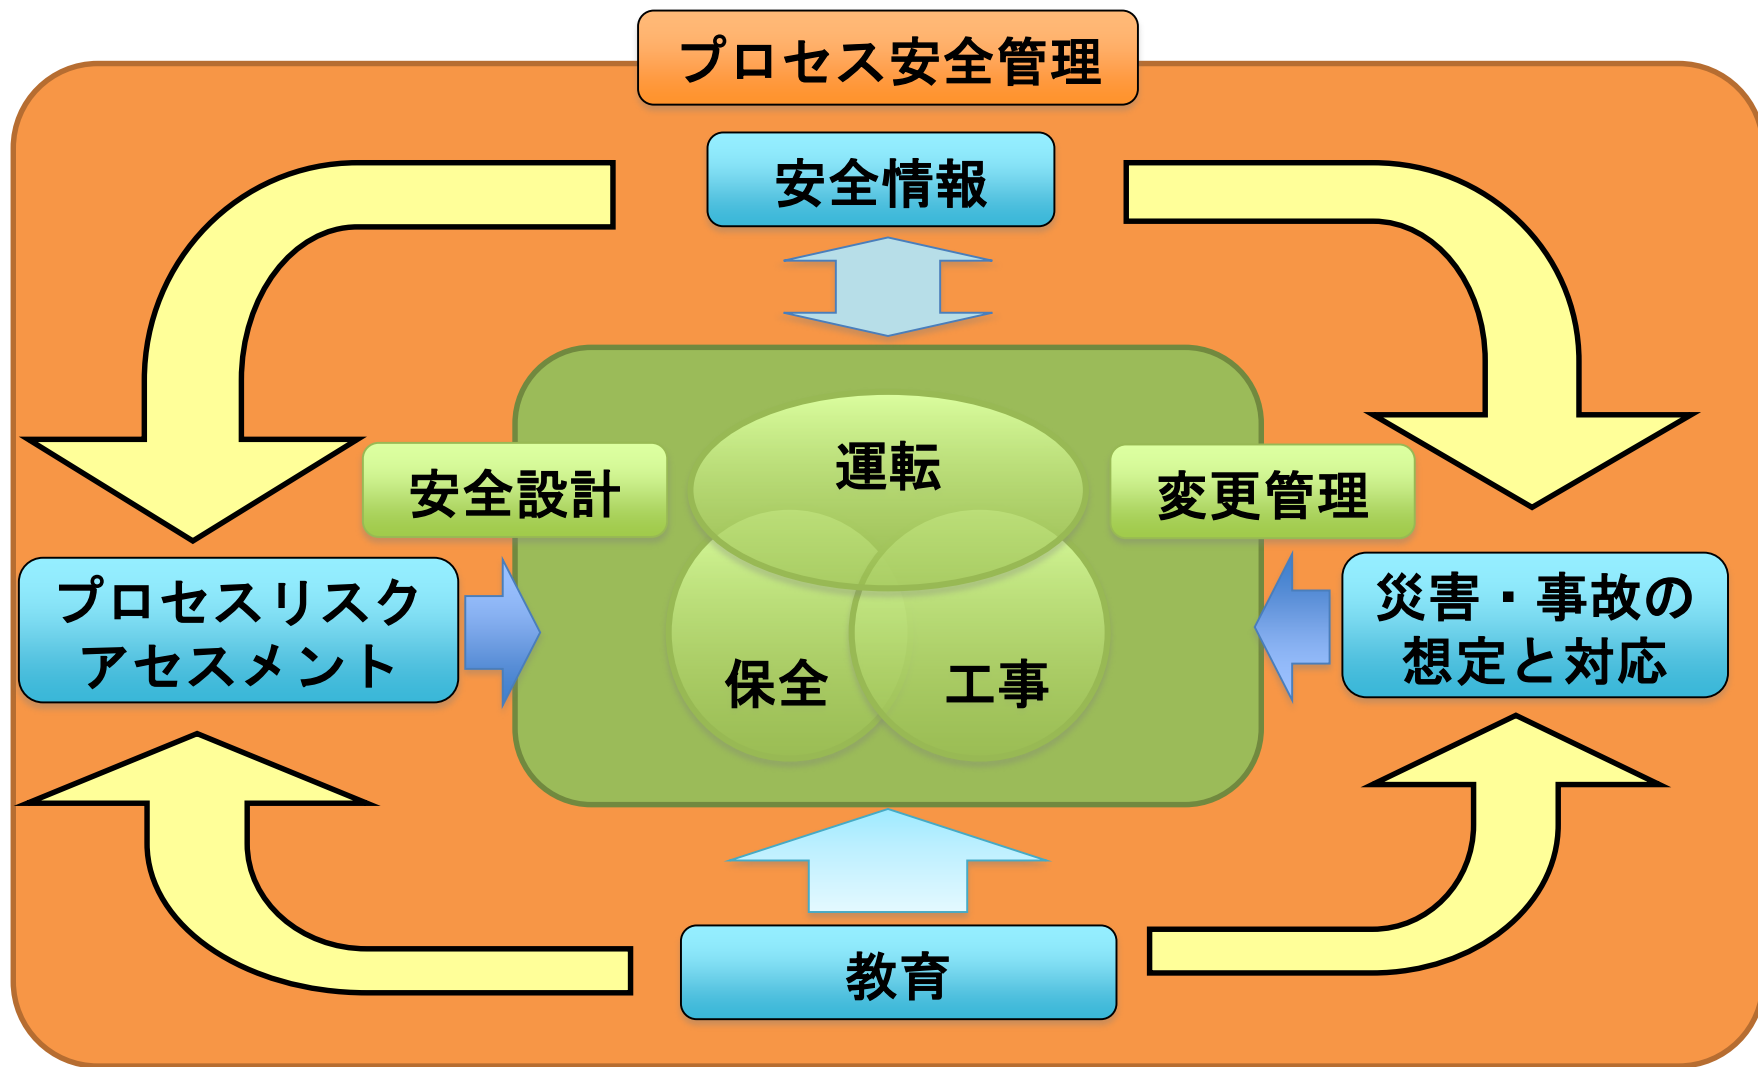 プロセス安全管理
安全情報
運転
安全設計
変更管理
プロセスリスク
アセスメント
災害・事故の
想定と対応
保全
工事
教育